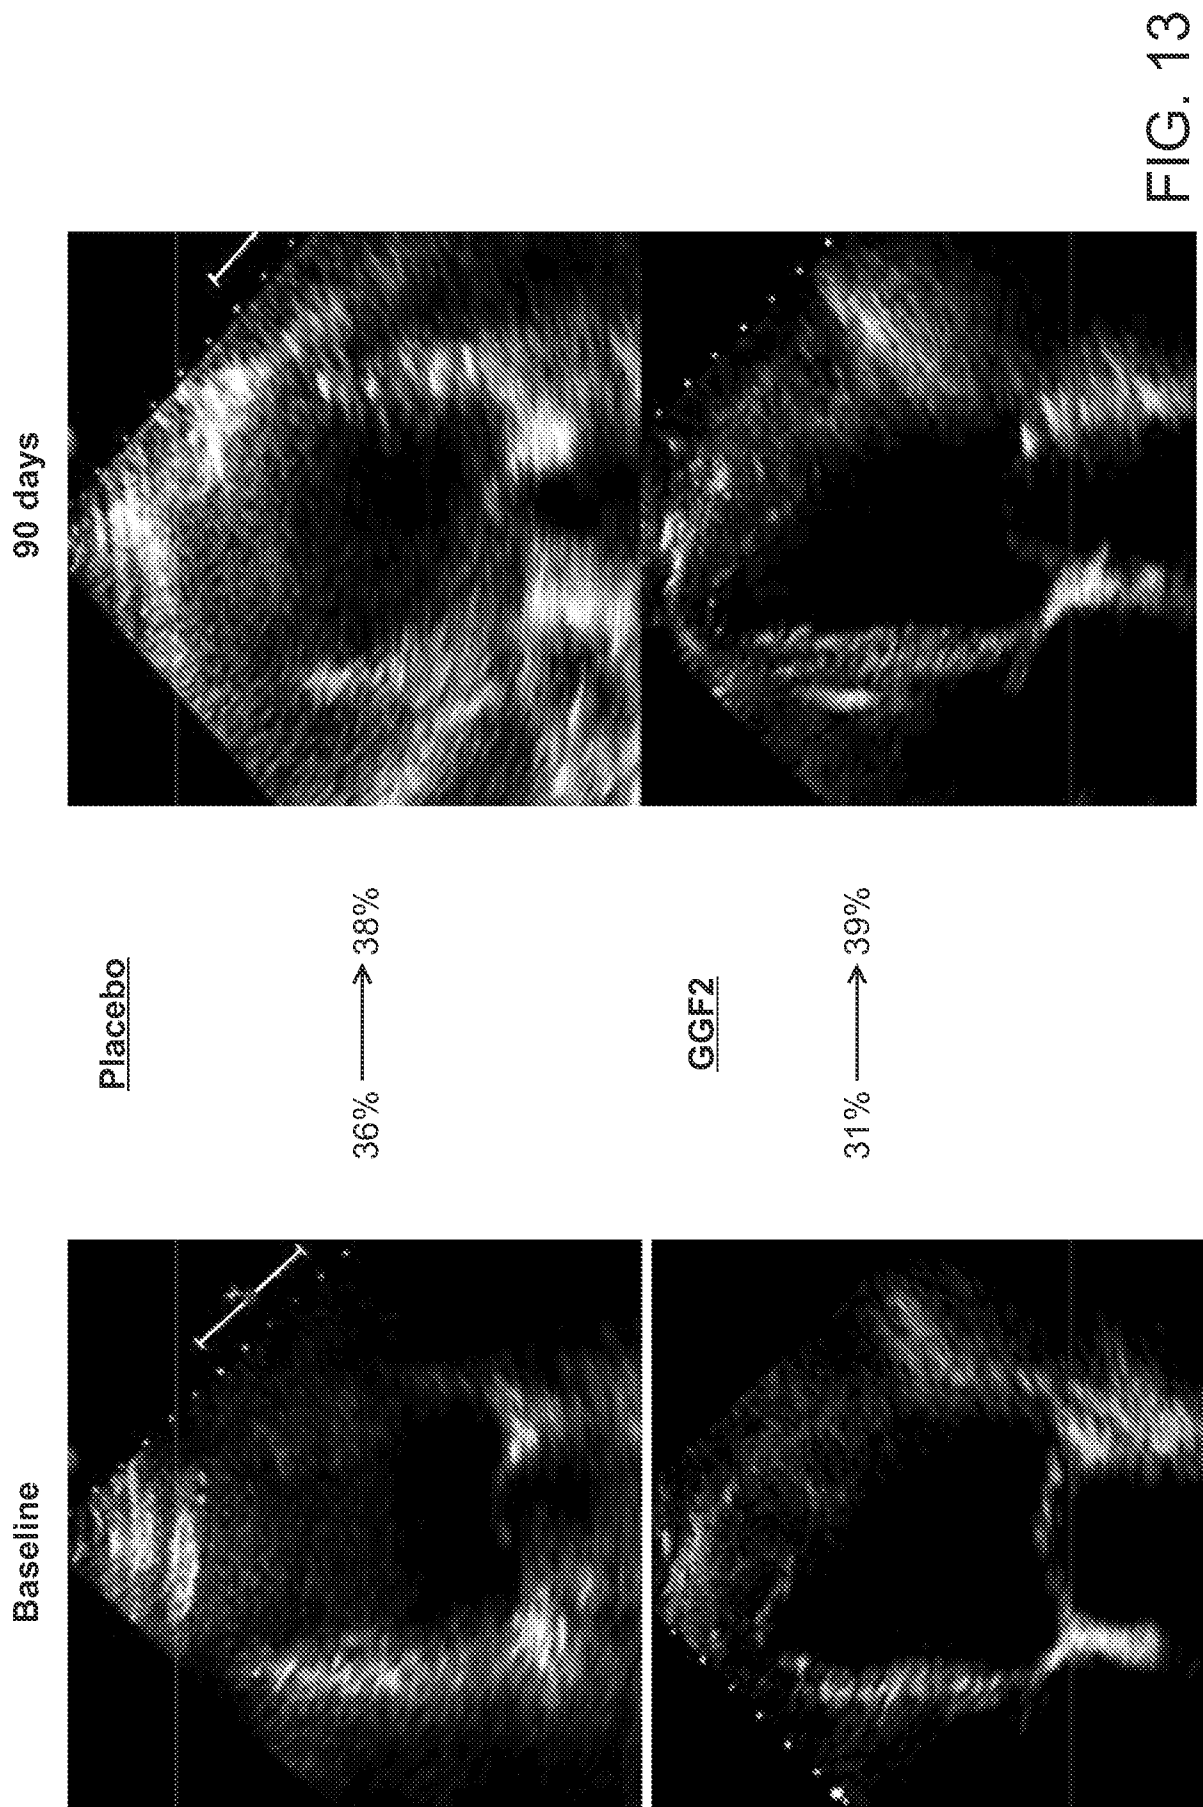 Baseline
90 days
Placebo
36% → 38%
GGF2
31% → 39%
FIG. 13